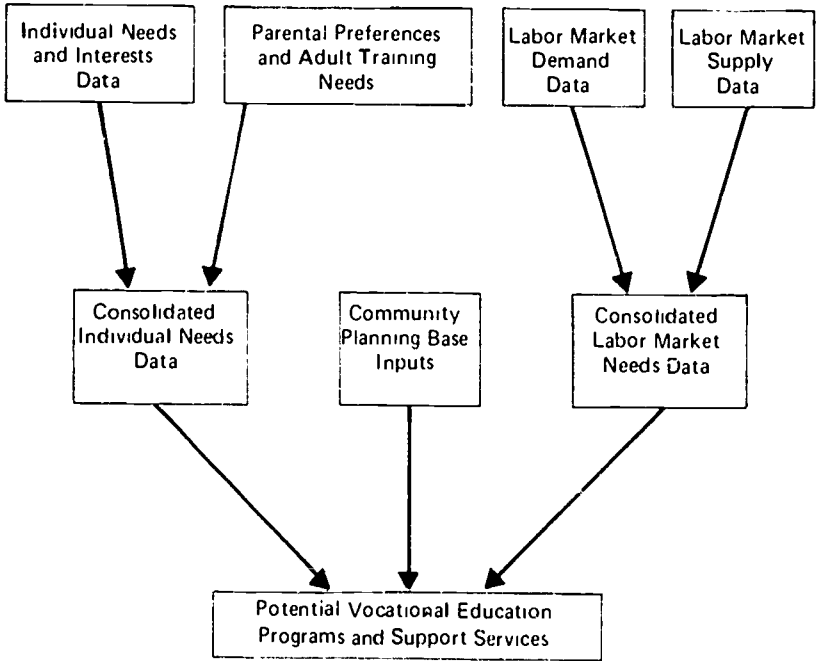 Individual Needs
and Interests
Data
Parental Preferences
and Adult Training
Needs
Labor Market
Demand
Data
Labor Market
Supply
Data
Consolidated
Individual Needs
Data
Community
Planning Base
Inputs
Consolidated
Labor Market
Needs Data
Potential Vocational Education
Programs and Support Services